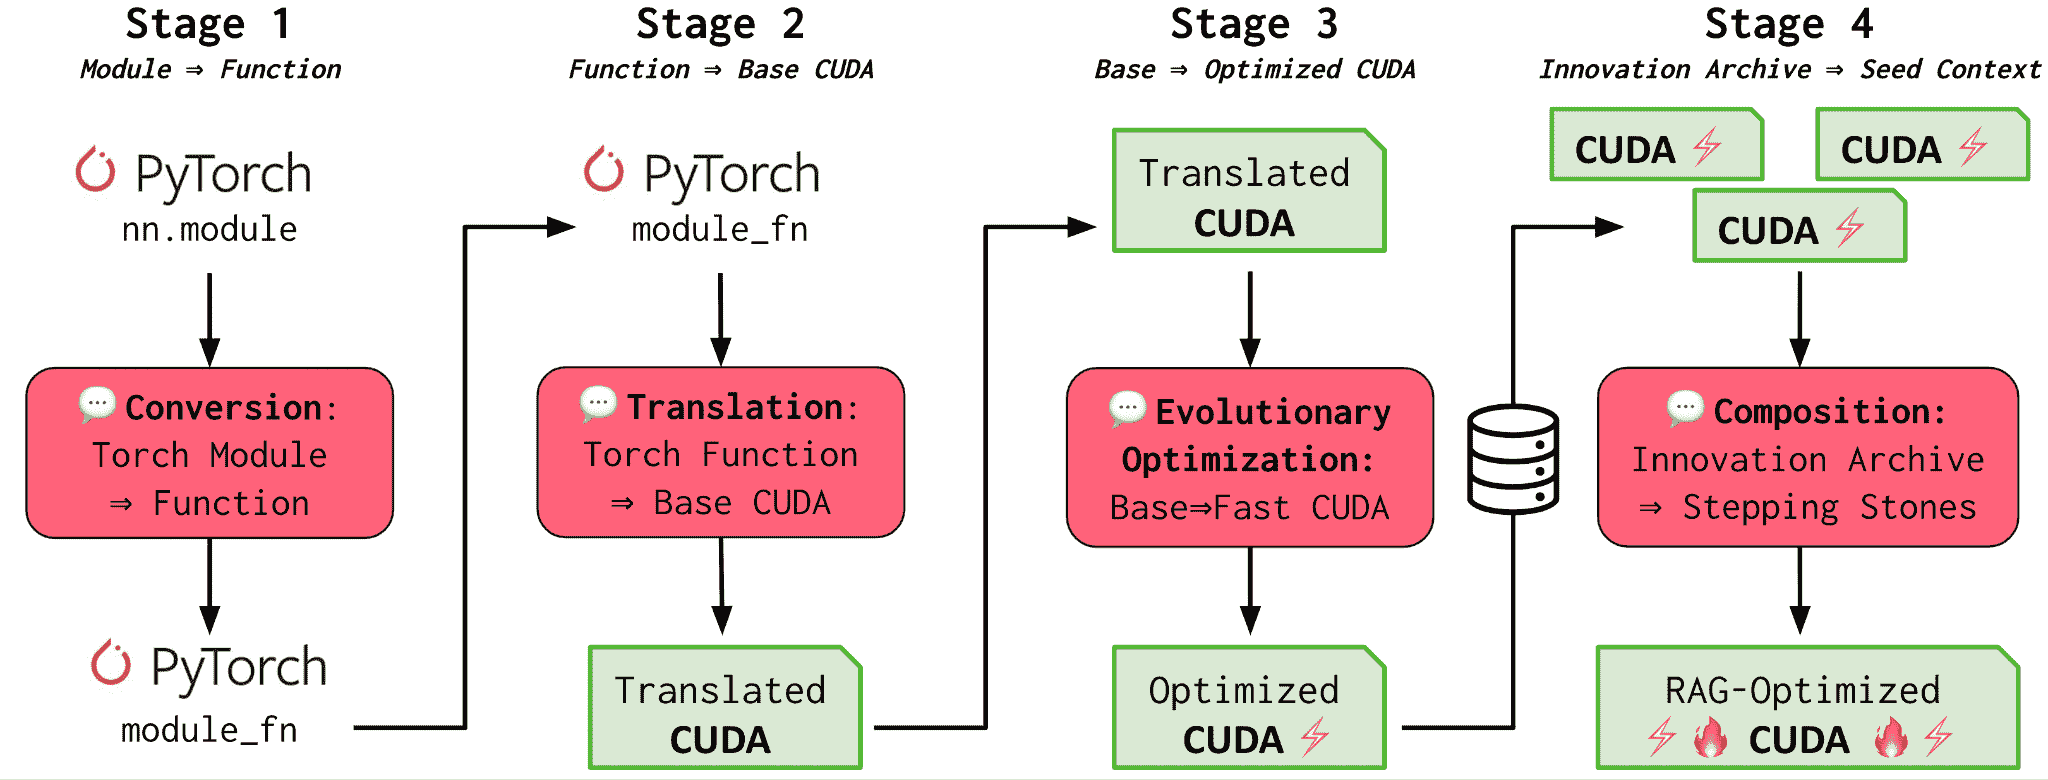 Stage 1
Module ⇒ Function
PyTorch
nn.module
Conversion:
Torch Module
⇒ Function
PyTorch
module_fn
Stage 2
Function ⇒ Base CUDA
PyTorch
module_fn
Translation:
Torch Function
⇒ Base CUDA
Translated
CUDA
Stage 3
Base ⇒ Optimized CUDA
Translated
CUDA
Evolutionary
Optimization:
Base⇒Fast CUDA
Optimized
CUDA
Stage 4
Innovation Archive ⇒ Seed Context
CUDA
CUDA
CUDA
Composition:
Innovation Archive
⇒ Stepping Stones
RAG-Optimized
CUDA